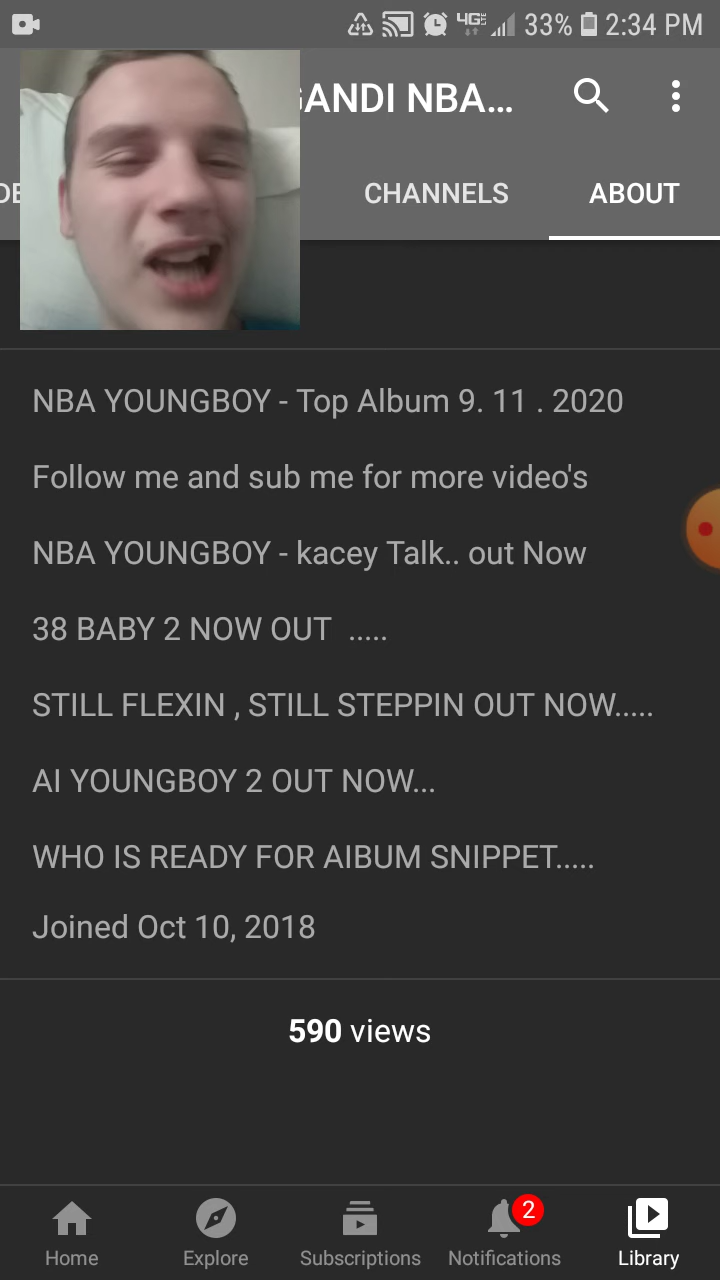 4G LTE 33% 2:34 PM
ANDI NBA...
CHANNELS ABOUT
NBA YOUNGBOY - Top Album 9. 11 . 2020
Follow me and sub me for more video's
NBA YOUNGBOY - kacey Talk.. out Now
38 BABY 2 NOW OUT .....
STILL FLEXIN , STILL STEPPIN OUT NOW.....
AI YOUNGBOY 2 OUT NOW...
WHO IS READY FOR AIBUM SNIPPET.....
Joined Oct 10, 2018
590 views
2
Home Explore Subscriptions Notifications Library